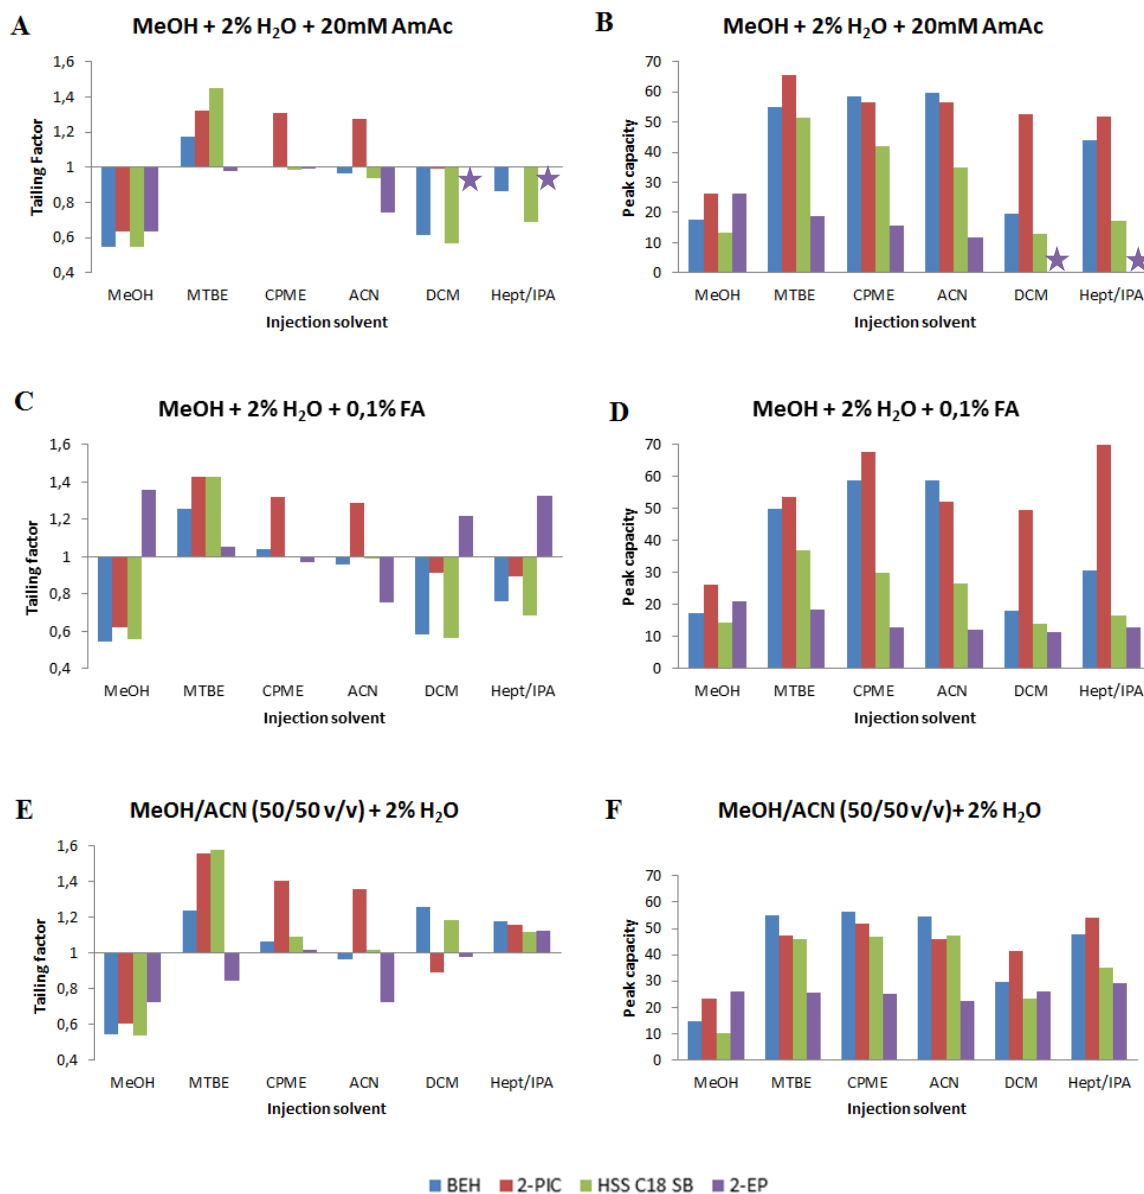 A
MeOH + 2% H₂O + 20mM AmAc
Tailing Factor
1,6
1,4
1,2
1
0,8
0,6
0,4
MeOH MTBE CPME ACN DCM Hept/IPA
Injection solvent
B
MeOH + 2% H₂O + 20mM AmAc
Peak capacity
70
60
50
40
30
20
10
0
MeOH MTBE CPME ACN DCM Hept/IPA
Injection solvent
C
MeOH + 2% H₂O + 0,1% FA
Tailing factor
1,6
1,4
1,2
1
0,8
0,6
0,4
MeOH MTBE CPME ACN DCM Hept/IPA
Injection solvent
D
MeOH + 2% H₂O + 0,1% FA
Peak capacity
70
60
50
40
30
20
10
0
MeOH MTBE CPME ACN DCM Hept/IPA
Injection solvent
E
MeOH/ACN (50/50 v/v) + 2% H₂O
Tailing factor
1,6
1,4
1,2
1
0,8
0,6
0,4
MeOH MTBE CPME ACN DCM Hept/IPA
Injection solvent
F
MeOH/ACN (50/50 v/v)+ 2% H₂O
Peak capacity
70
60
50
40
30
20
10
0
MeOH MTBE CPME ACN DCM Hept/IPA
Injection solvent
BEH 2-PIC HSS C18 SB 2-EP